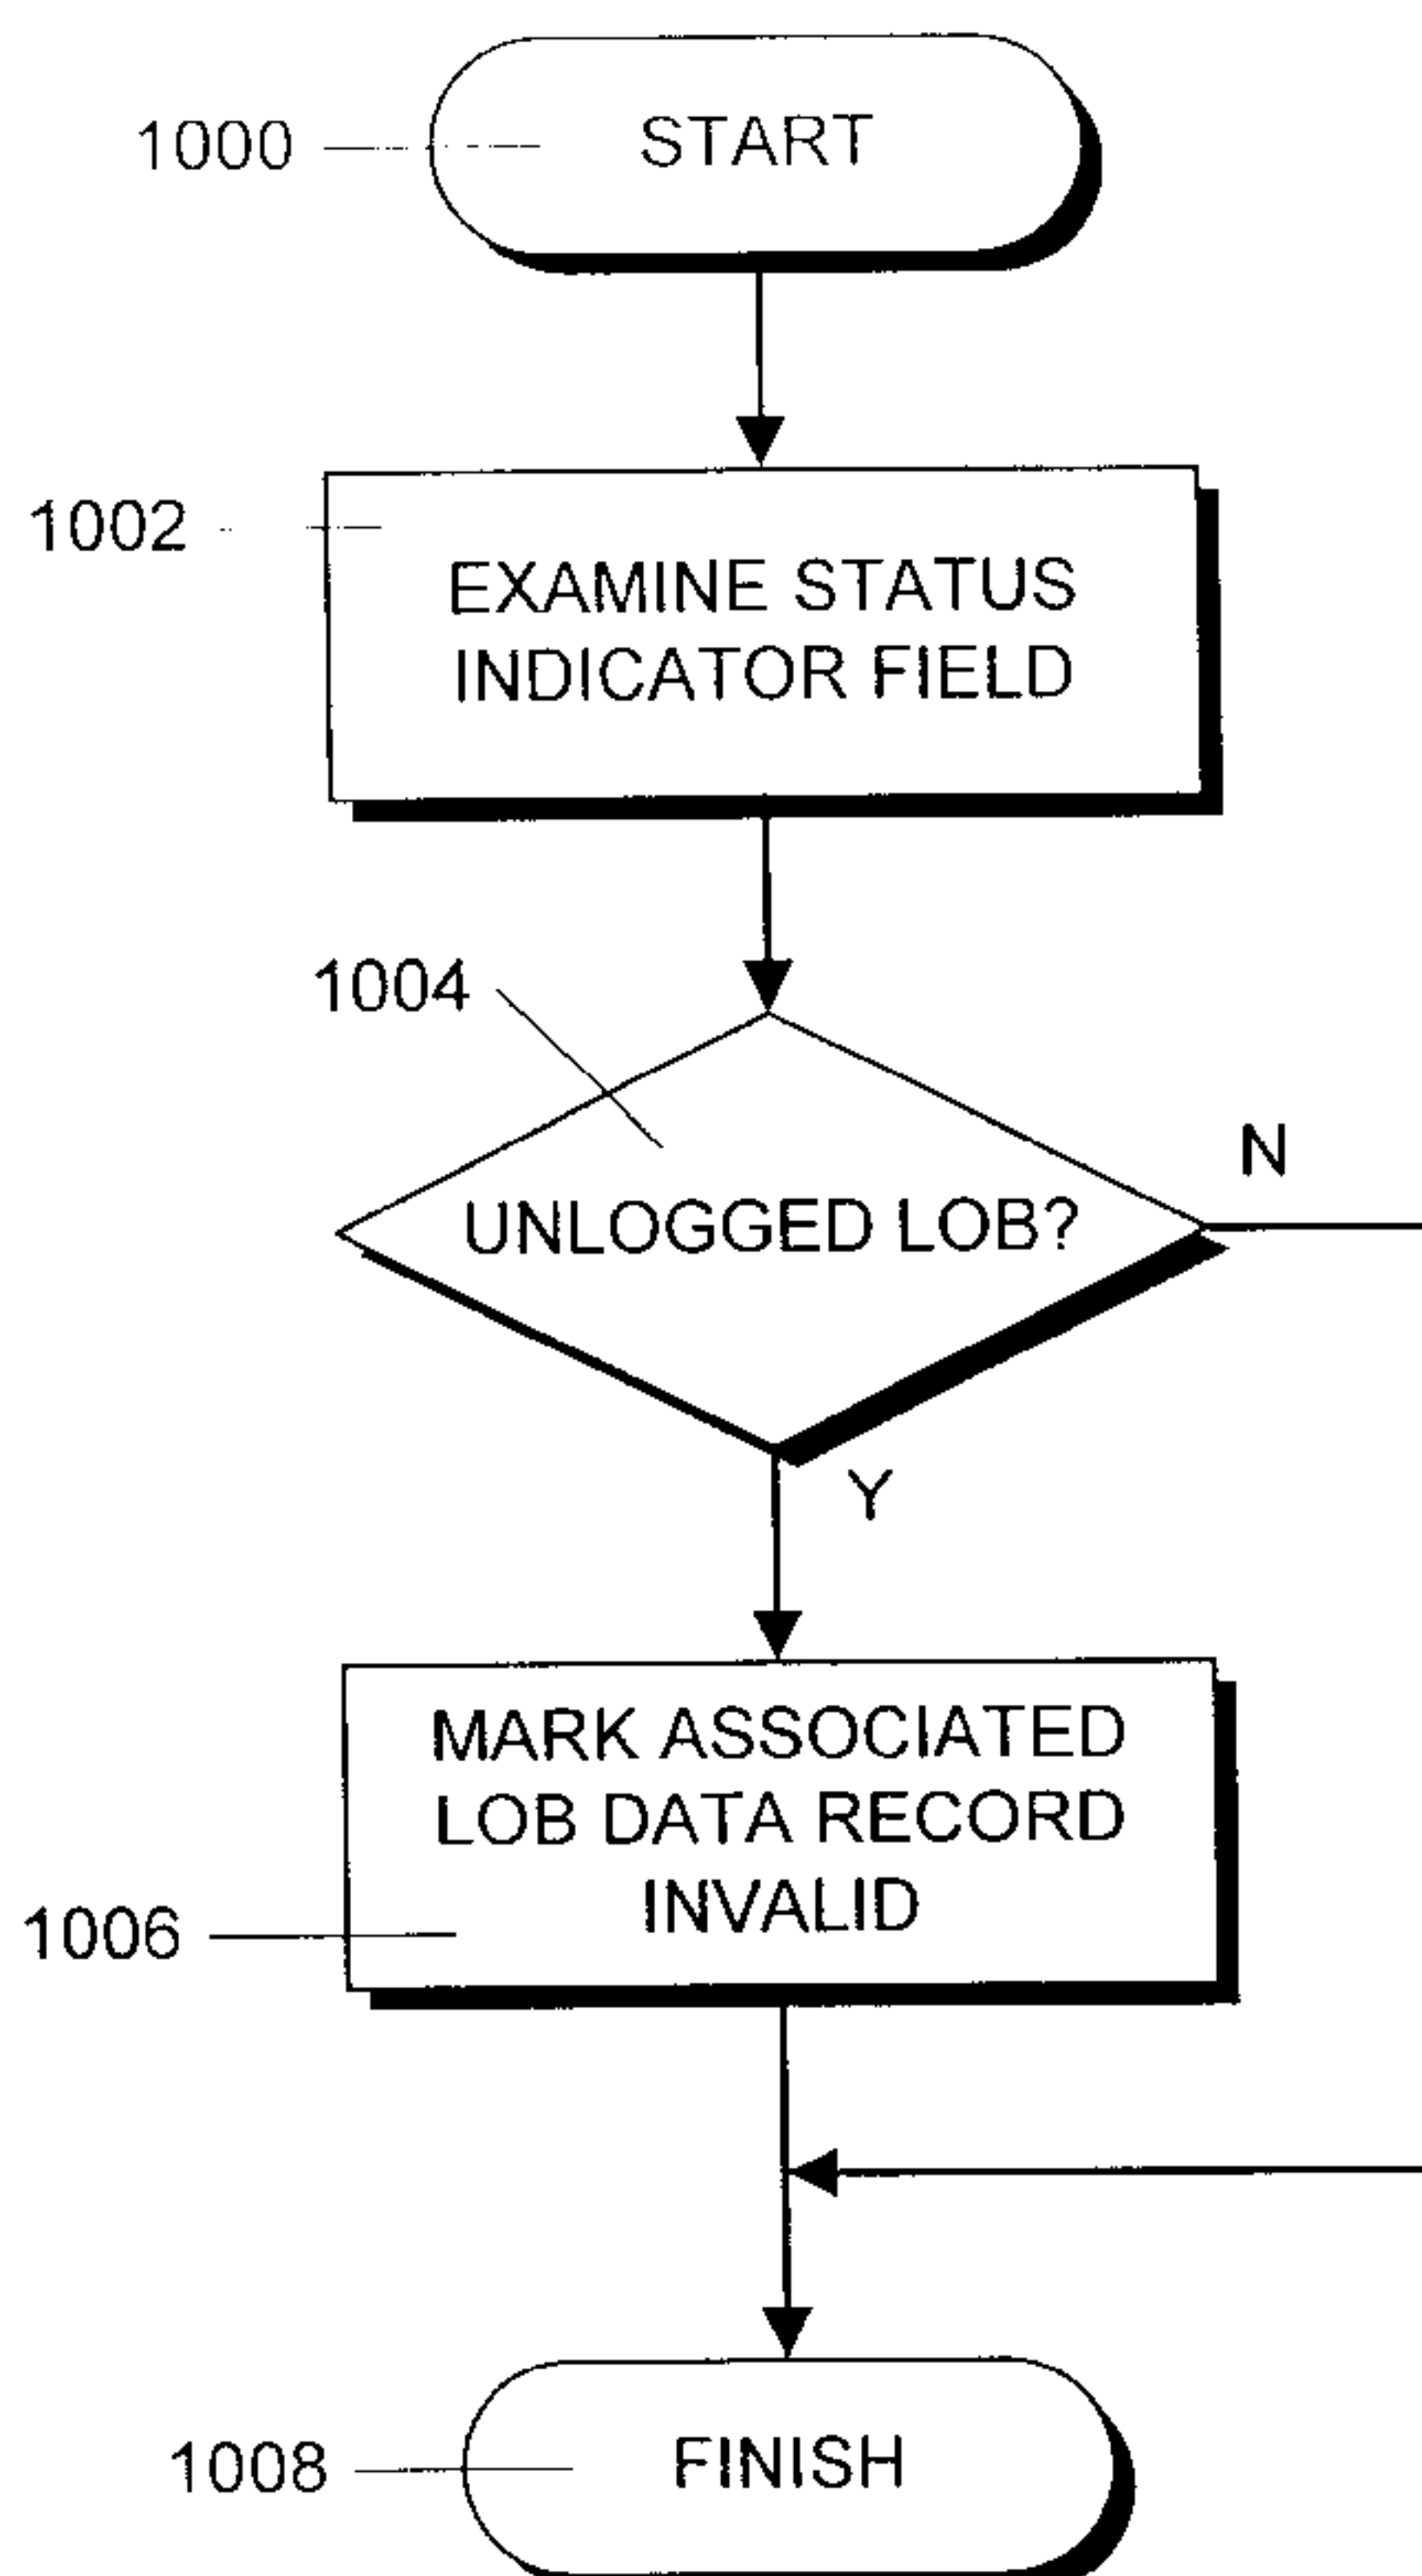 1000
START
1002
EXAMINE STATUS
INDICATOR FIELD
1004
UNLOGGED LOB?
N
Y
MARK ASSOCIATED
LOB DATA RECORD
INVALID
1006
1008
FINISH